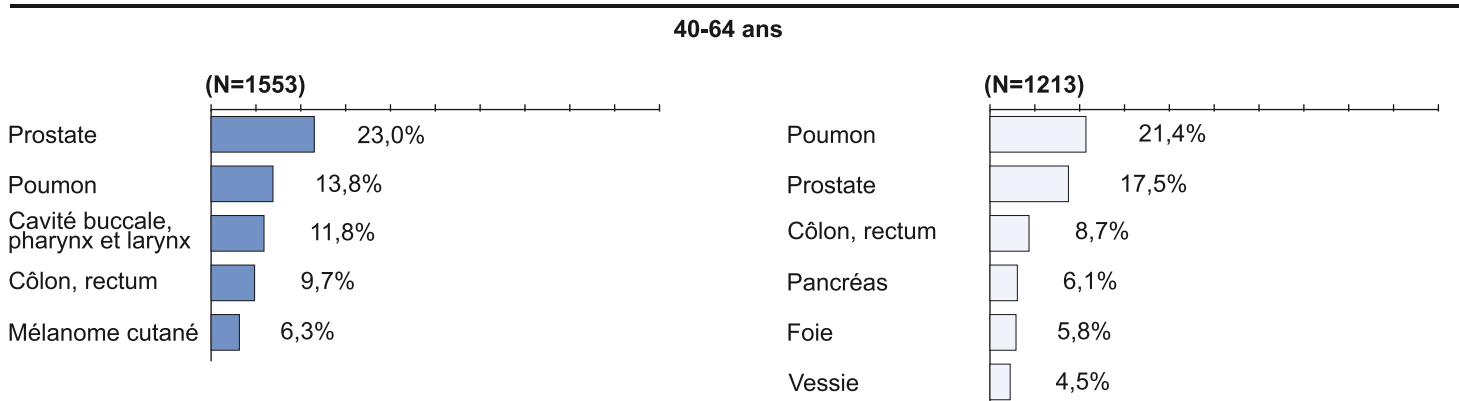 40-64 ans
(N=1553)
Prostate 23,0%
Poumon 13,8%
Cavité buccale,
pharynx et larynx 11,8%
Côlon, rectum 9,7%
Mélanome cutané 6,3%
(N=1213)
Poumon 21,4%
Prostate 17,5%
Côlon, rectum 8,7%
Pancréas 6,1%
Foie 5,8%
Vessie 4,5%